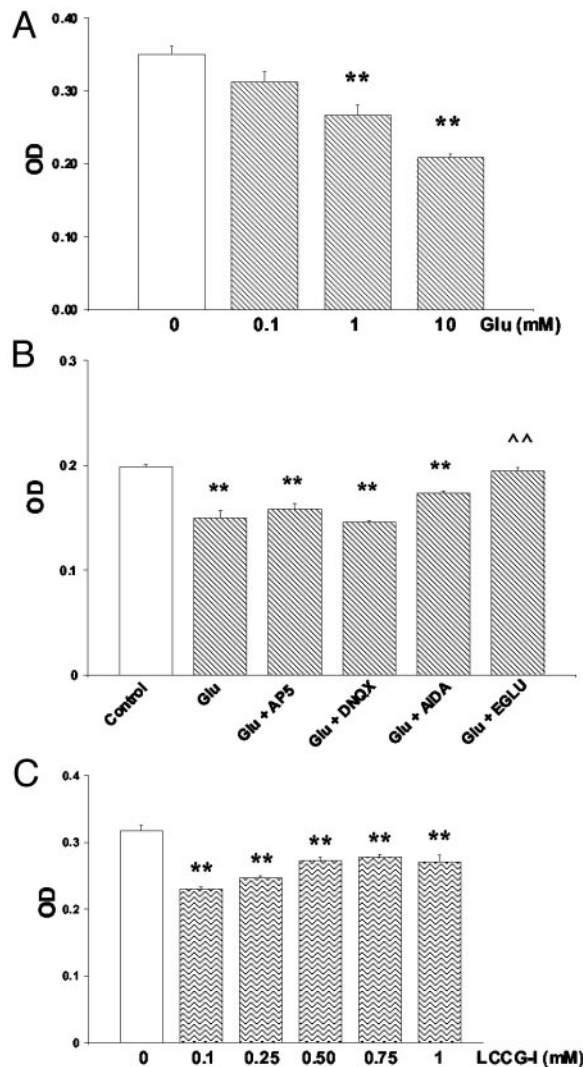 A
0.40
0.30
**
**
OD
0.20
0.10
0.00
0 0.1 1 10 Glu (mM)
B
0.3
^^
0.2
** ** ** **
OD
0.1
0
Control Glu Glu + AP5 Glu + DNQX Glu + AIDA Glu + EGLU
C
0.4
0.3
** ** ** ** **
OD
0.2
0.1
0
0 0.1 0.25 0.50 0.75 1 LCCG-I (mM)